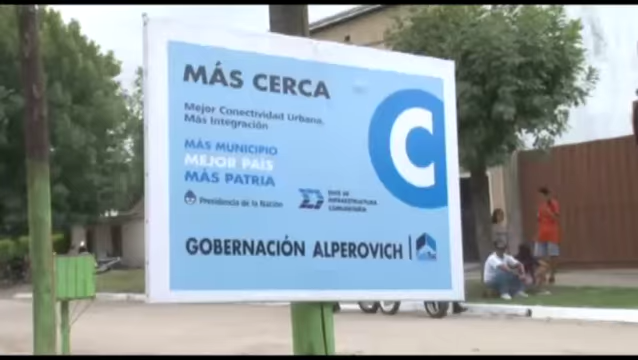 MÁS CERCA
Mejor Conectividad Urbana.
Más Integración
MÁS MUNICIPIO
MEJOR PAÍS
MÁS PATRIA
Presidencia de la Nación
INFRAESTRUCTURA
COMUNITARIA
GOBERNACIÓN ALPEROVICH
C